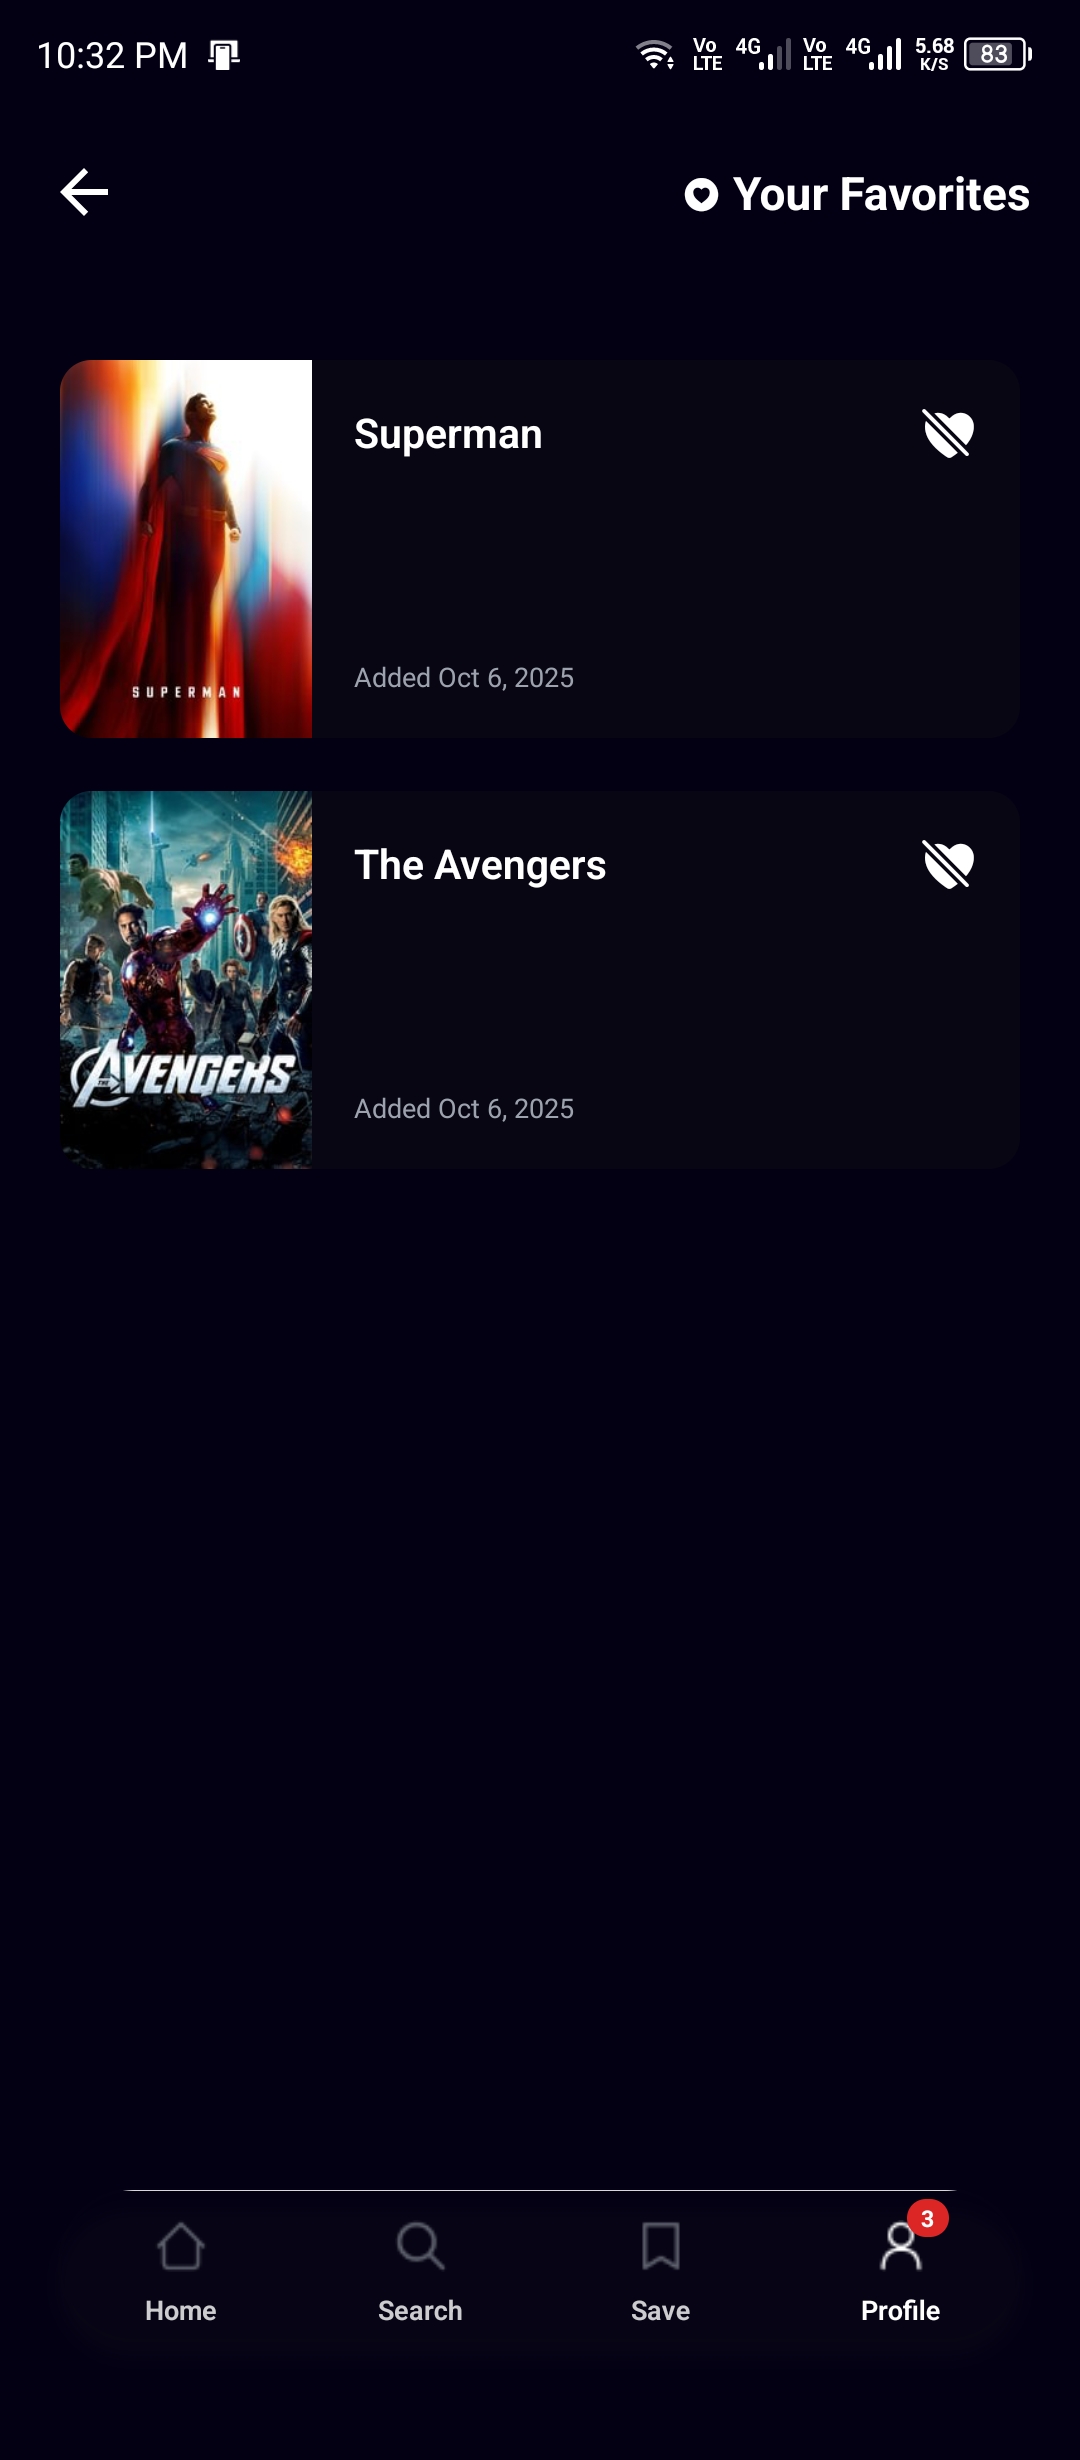 10:32 PM
Vo LTE 4G Vo LTE 4G 5.68 K/S 83
Your Favorites
Superman
SUPERMAN
Added Oct 6, 2025
The Avengers
THE AVENGERS
Added Oct 6, 2025
3
Home Search Save Profile